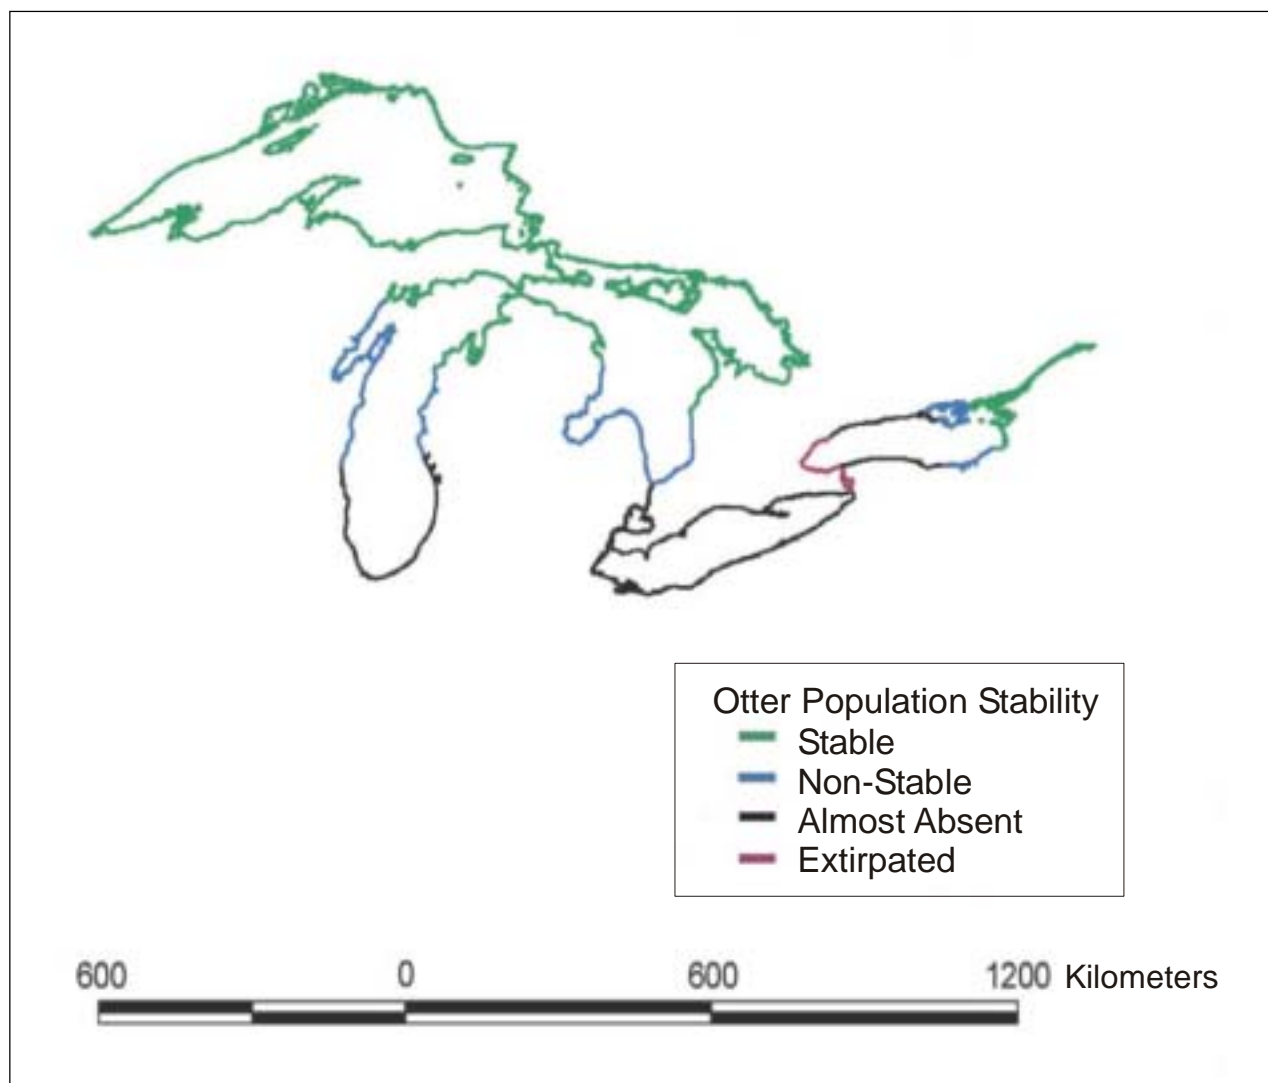 Otter Population Stability
Stable
Non-Stable
Almost Absent
Extirpated
600 0 600 1200 Kilometers